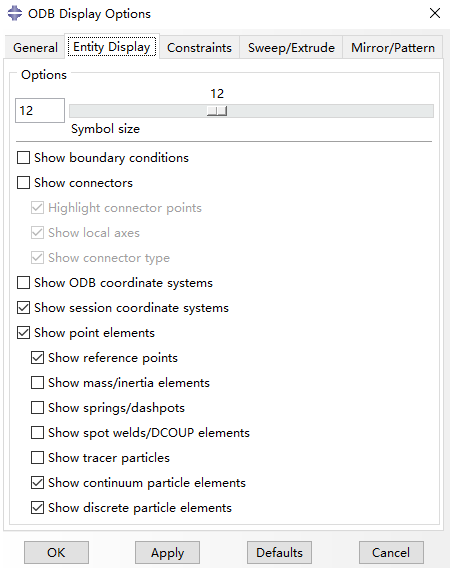 ODB Display Options
General Entity Display Constraints Sweep/Extrude Mirror/Pattern
Options
12
12
Symbol size
Show boundary conditions
Show connectors
Highlight connector points
Show local axes
Show connector type
Show ODB coordinate systems
Show session coordinate systems
Show point elements
Show reference points
Show mass/inertia elements
Show springs/dashpots
Show spot welds/DCOUP elements
Show tracer particles
Show continuum particle elements
Show discrete particle elements
OK Apply Defaults Cancel